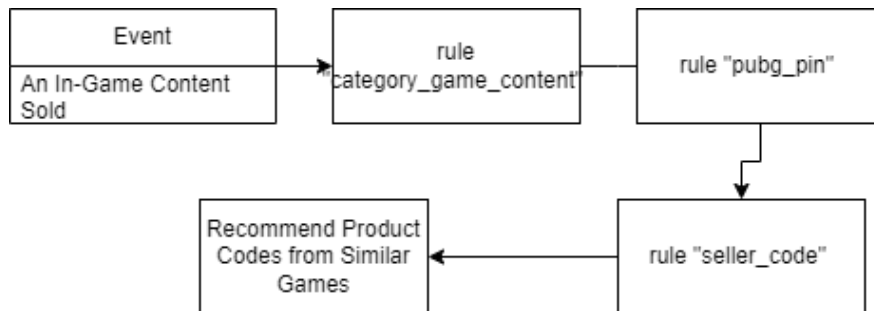 Event
An In-Game Content
Sold
rule
"category_game_content"
rule "pubg_pin"
rule "seller_code"
Recommend Product
Codes from Similar
Games